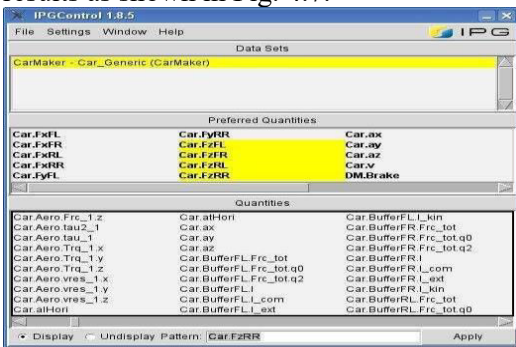 results as shown in Fig. 4.7.
IPGControl 1.8.5
File Settings Window Help IPG
Data Sets
CarMaker - Car_Generic (CarMaker)
Preferred Quantities
Car.FxFL Car.FyRR Car.ax
Car.FxFR Car.FzFL Car.ay
Car.FxRL Car.FzFR Car.az
Car.FxRR Car.FzRL Car.v
Car.FyFL Car.FzRR DM.Brake
Quantities
Car.Aero.Frc_1.z Car.atHori Car.BufferFL.l_kin
Car.Aero.tau2_1 Car.ax Car.BufferFR.Frc_tot
Car.Aero.tau_1 Car.ay Car.BufferFR.Frc_tot.q0
Car.Aero.Trq_1.x Car.az Car.BufferFR.Frc_tot.q2
Car.Aero.Trq_1.y Car.BufferFL.Frc_tot Car.BufferFR.l
Car.Aero.Trq_1.z Car.BufferFL.Frc_tot.q0 Car.BufferFR.l_com
Car.Aero.vres_1.x Car.BufferFL.Frc_tot.q2 Car.BufferFR.l_ext
Car.Aero.vres_1.y Car.BufferFL.l Car.BufferFR.l_kin
Car.Aero.vres_1.z Car.BufferFL.l_com Car.BufferRL.Frc_tot
Car.alHori Car.BufferFL.l_ext Car.BufferRL.Frc_tot.q0
Display Undisplay Pattern: Car.FzRR Apply